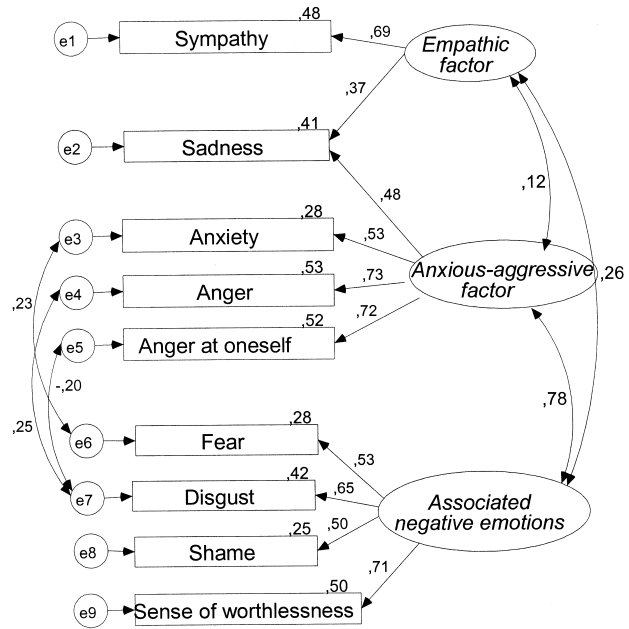 ,48
e1
Sympathy
,69
Empathic
factor
,37
,41
e2
Sadness
,48
,12
,28
e3
Anxiety
,53
,53
e4
Anger
,73
Anxious-aggressive
factor
,26
,23
,52
e5
Anger at oneself
,72
-,20
,78
,25
,28
e6
Fear
,53
,42
e7
Disgust
,65
Associated
negative emotions
,25
e8
Shame
,50
,71
,50
e9
Sense of worthlessness